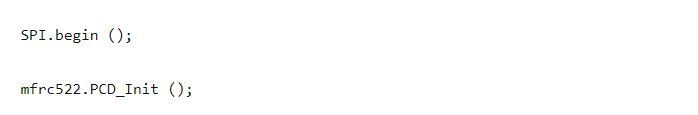 SPI.begin ();
mfrc522.PCD_Init ();